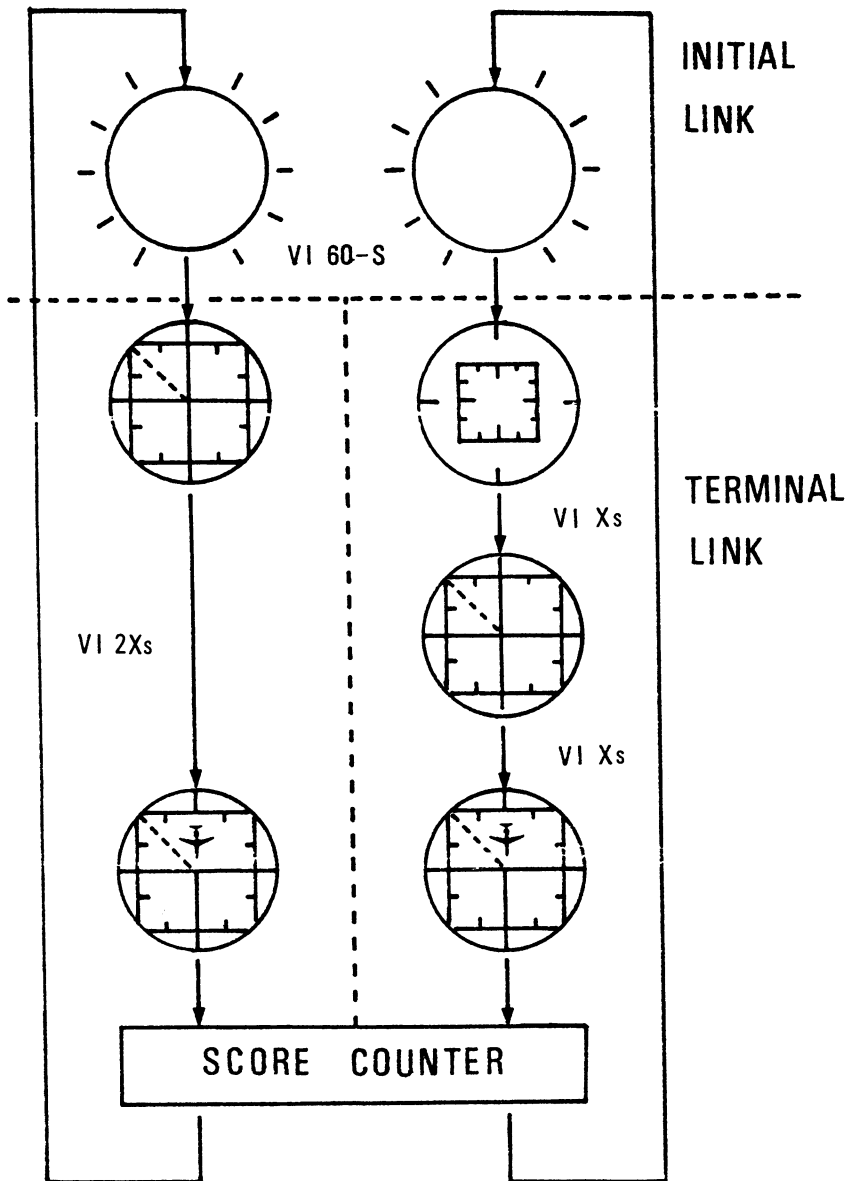 INITIAL
LINK
VI 60-S
TERMINAL
LINK
VI Xs
VI 2Xs
VI Xs
SCORE COUNTER